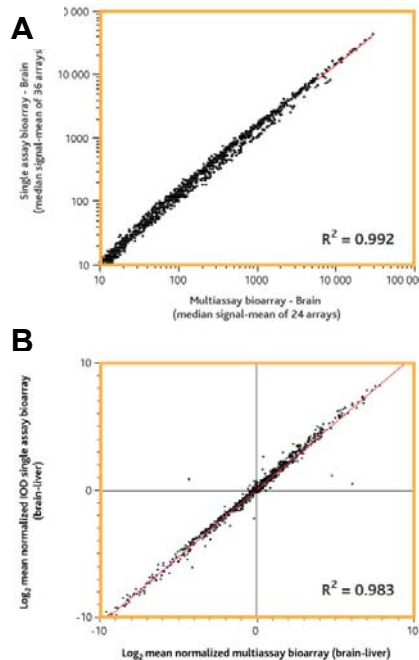 A
0 000
10 000
1000
100
10
Single assay bioarray - Brain
(median signal-mean of 36 arrays)
R² = 0.992
10 100 1000 10 000 100 00
Multiassay bioarray - Brain
(median signal-mean of 24 arrays)
B
10
0
-10
Log₂ mean normalized IOD single assay bioarray
(brain-liver)
R² = 0.983
-10 0 10
Log₂ mean normalized multiassay bioarray (brain-liver)